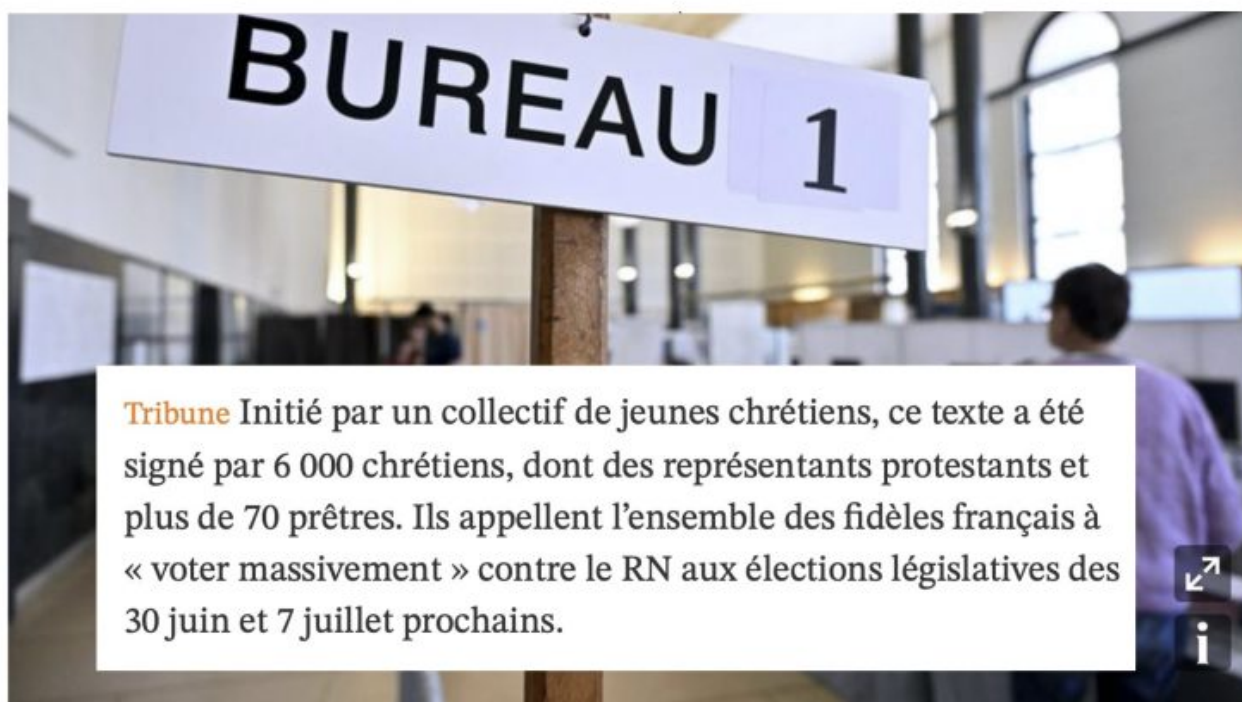 BUREAU 1
Tribune Initié par un collectif de jeunes chrétiens, ce texte a été
signé par 6 000 chrétiens, dont des représentants protestants et
plus de 70 prêtres. Ils appellent l’ensemble des fidèles français à
« voter massivement » contre le RN aux élections législatives des
30 juin et 7 juillet prochains.
i